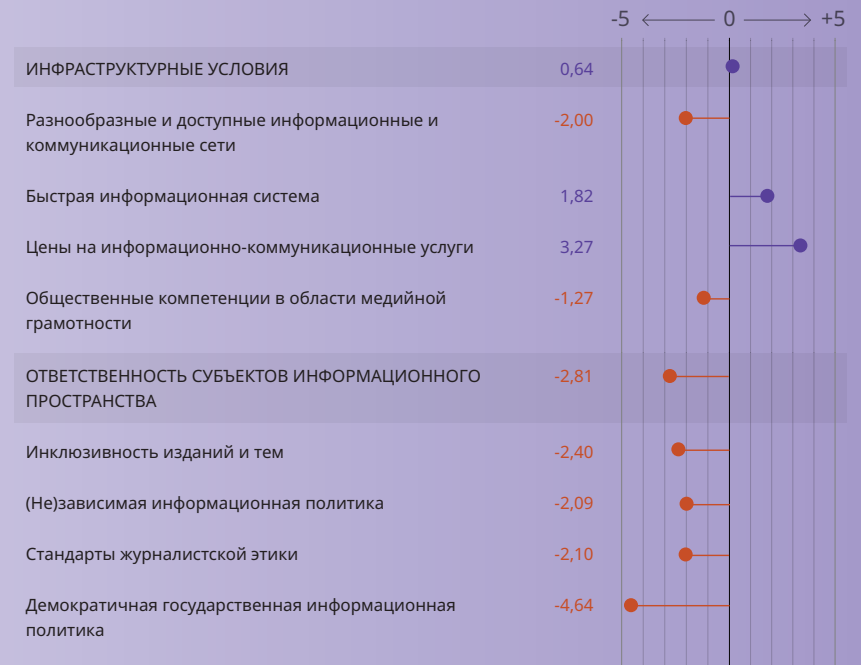 -5 0 +5
ИНФРАСТРУКТУРНЫЕ УСЛОВИЯ 0,64
Разнообразные и доступные информационные и -2,00
коммуникационные сети
Быстрая информационная система 1,82
Цены на информационно-коммуникационные услуги 3,27
Общественные компетенции в области медийной -1,27
грамотности
ОТВЕТСТВЕННОСТЬ СУБЪЕКТОВ ИНФОРМАЦИОННОГО -2,81
ПРОСТРАНСТВА
Инклюзивность изданий и тем -2,40
(Не)зависимая информационная политика -2,09
Стандарты журналистской этики -2,10
Демократичная государственная информационная -4,64
политика